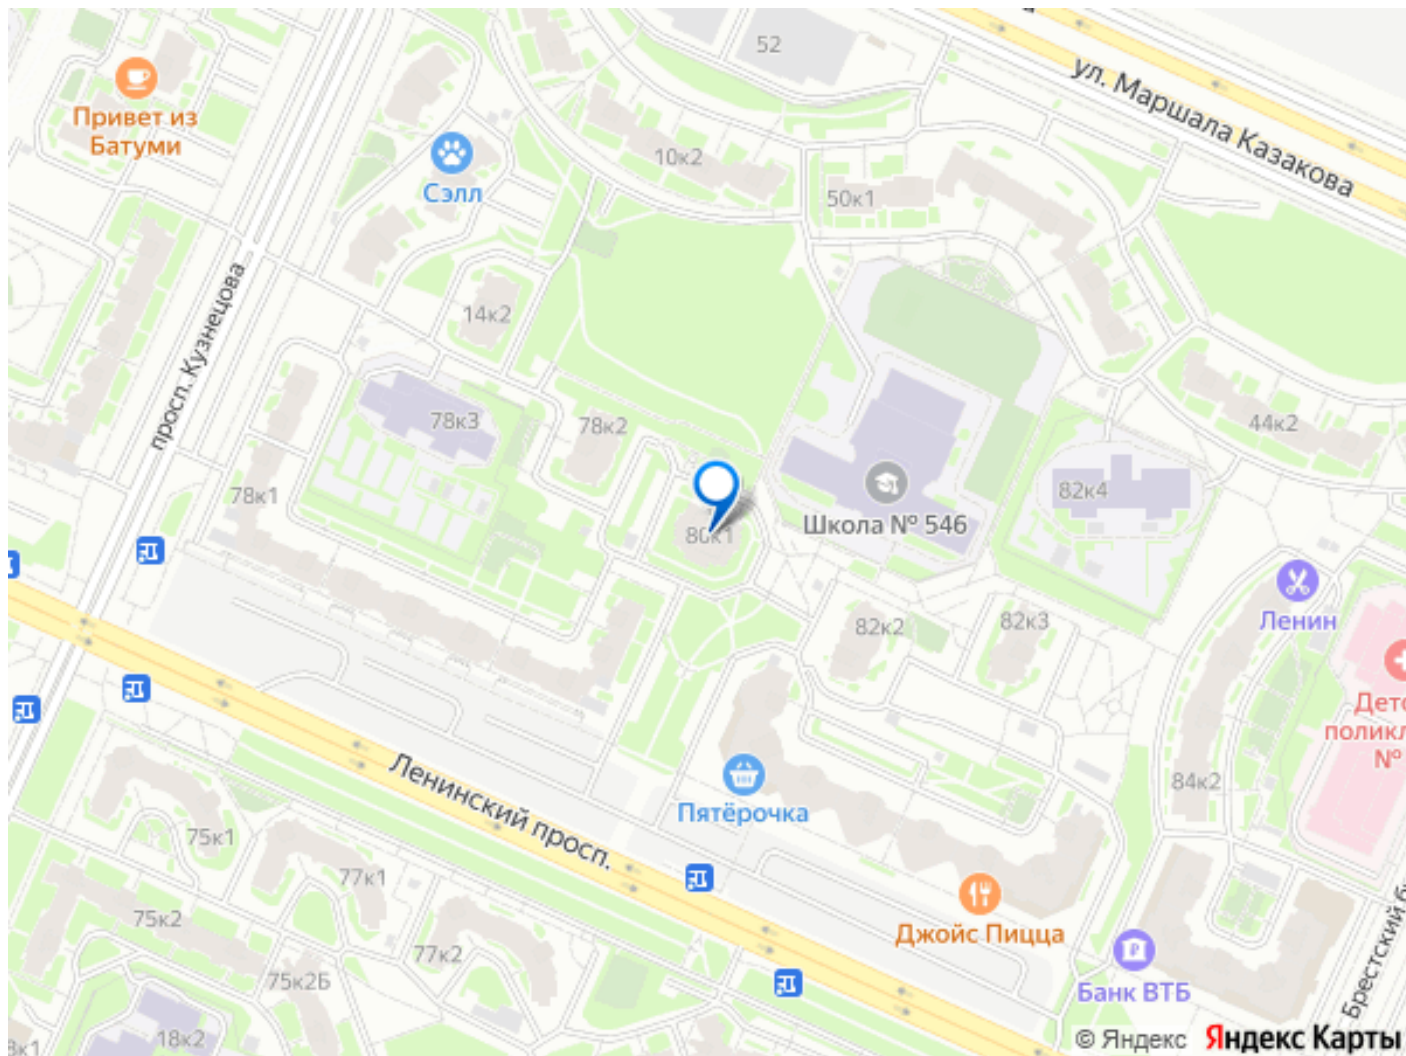 52
ул. Маршала Казакова
Привет из
Батуми
Сэлл
10к2
50к1
просп. Кузнецова
14к2
78к3
78к2
44к2
78к1
80к1
Школа № 546
82к4
Ленин
82к2
82к3
Ленинский просп.
Пятёрочка
84к2
75к1
77к1
75к2
77к2
75к2Б
18к2
Джойс Пицца
Банк ВТБ
© Яндекс Яндекс Карты